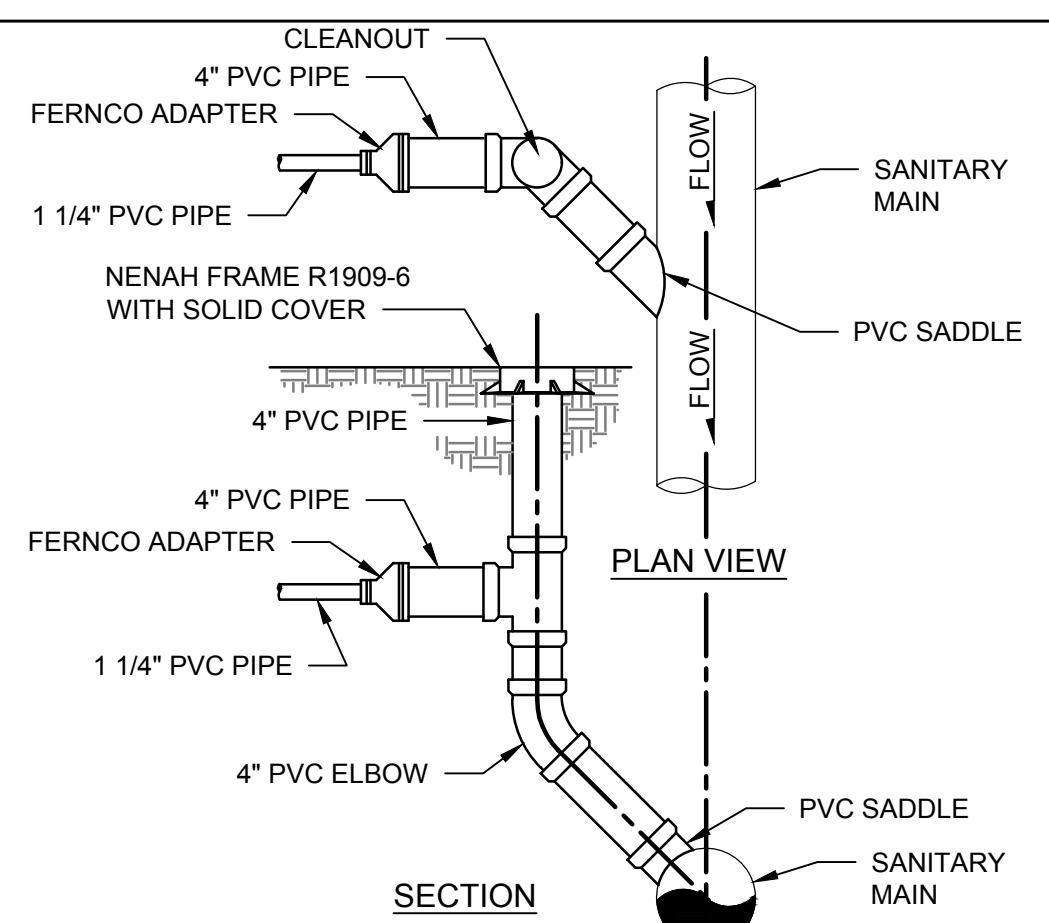 CLEANOUT
4" PVC PIPE
FERNCO ADAPTER
1 1/4" PVC PIPE
FLOW
SANITARY
MAIN
NENAH FRAME R1909-6
WITH SOLID COVER
PVC SADDLE
FLOW
4" PVC PIPE
4" PVC PIPE
FERNCO ADAPTER
PLAN VIEW
1 1/4" PVC PIPE
4" PVC ELBOW
PVC SADDLE
SANITARY
MAIN
SECTION